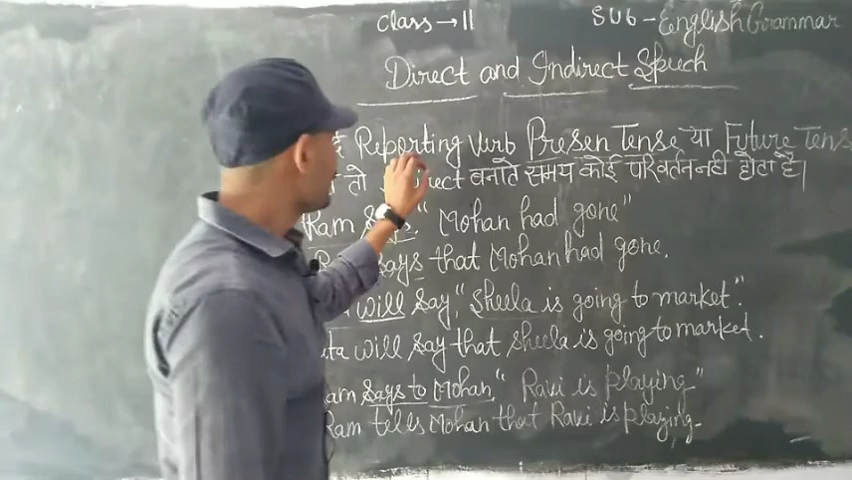 Class → 11 SUB - English Grammar
Direct and Indirect Speech
Reporting Verb Present Tense या Future Tens
तो बनाते समय कोई परिवर्तन नहीं होता है।
Ram Says, "Mohan had gone"
Says that Mohan had gone.
will Say, "Sheela is going to market".
will Say that Sheela is going to market.
Says to Mohan, "Ravi is playing"
Ram tells Mohan that Ravi is playing.